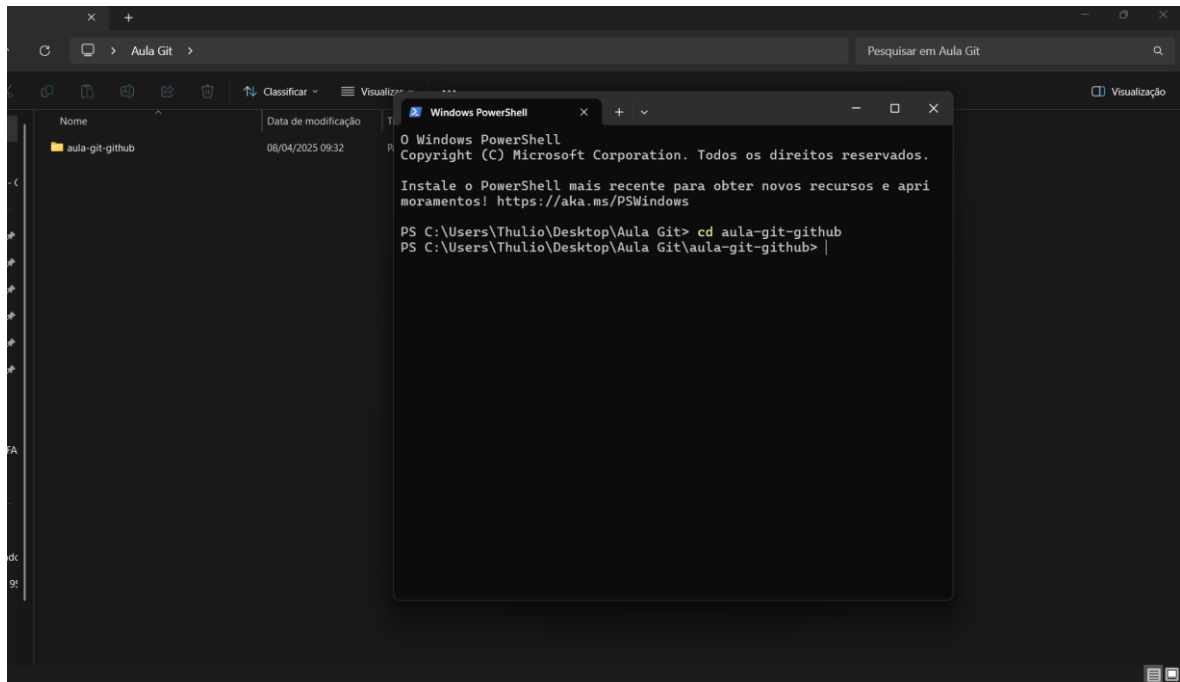 Aula Git
Pesquisar em Aula Git
Classificar
Visualizar
Visualização
Nome
Data de modificação
aula-git-github
08/04/2025 09:32
Windows PowerShell
O Windows PowerShell
Copyright (C) Microsoft Corporation. Todos os direitos reservados.
Instale o PowerShell mais recente para obter novos recursos e apri
moramentos! https://aka.ms/PSWindows
PS C:\Users\Thulio\Desktop\Aula Git> cd aula-git-github
PS C:\Users\Thulio\Desktop\Aula Git\aula-git-github>